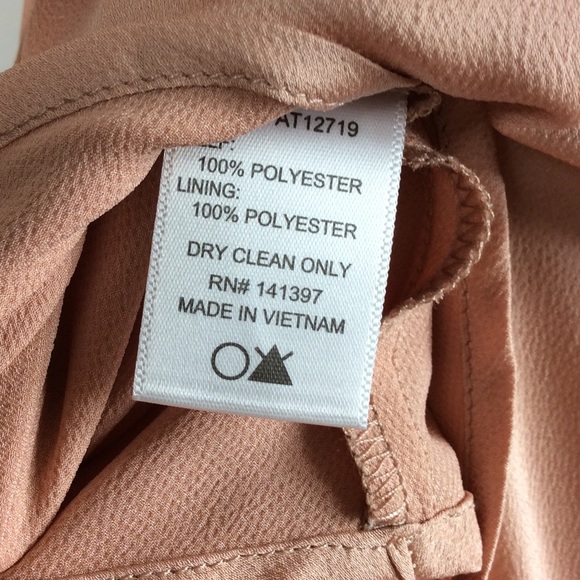 AT12719
100% POLYESTER
LINING:
100% POLYESTER
DRY CLEAN ONLY
RN# 141397
MADE IN VIETNAM